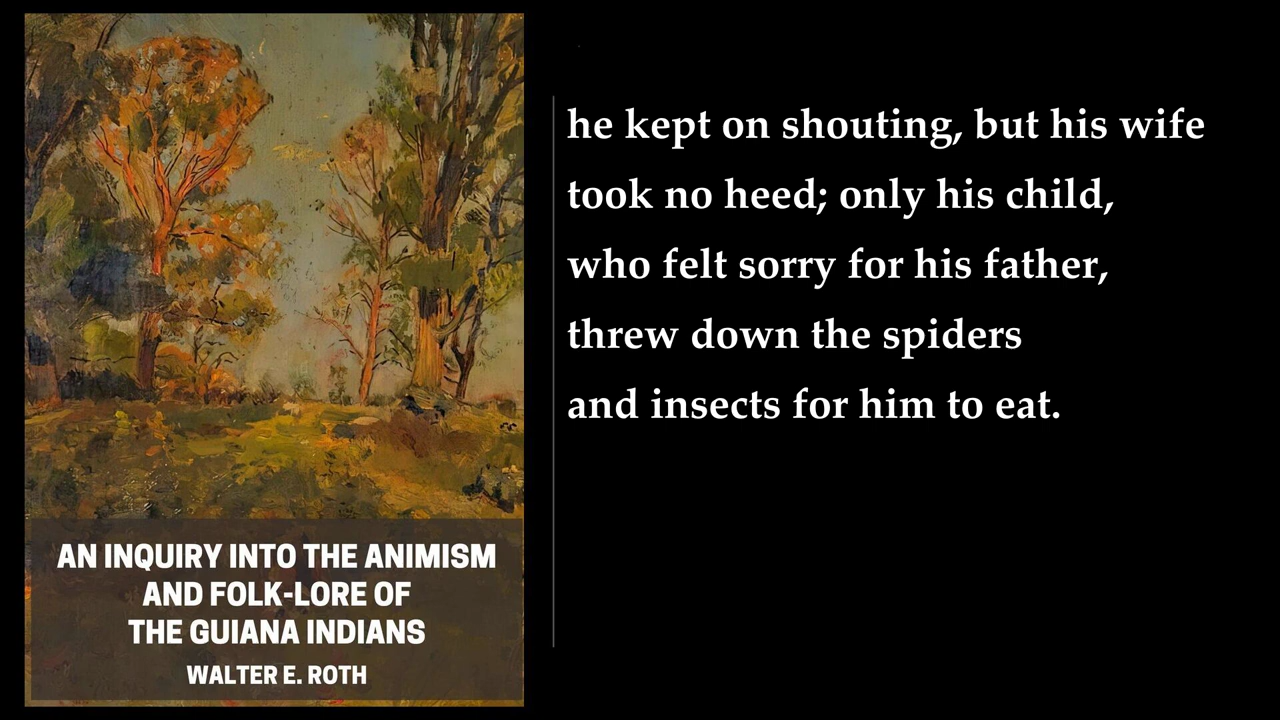 he kept on shouting, but his wife
took no heed; only his child,
who felt sorry for his father,
threw down the spiders
and insects for him to eat.
AN INQUIRY INTO THE ANIMISM
AND FOLK-LORE OF
THE GUIANA INDIANS
WALTER E. ROTH